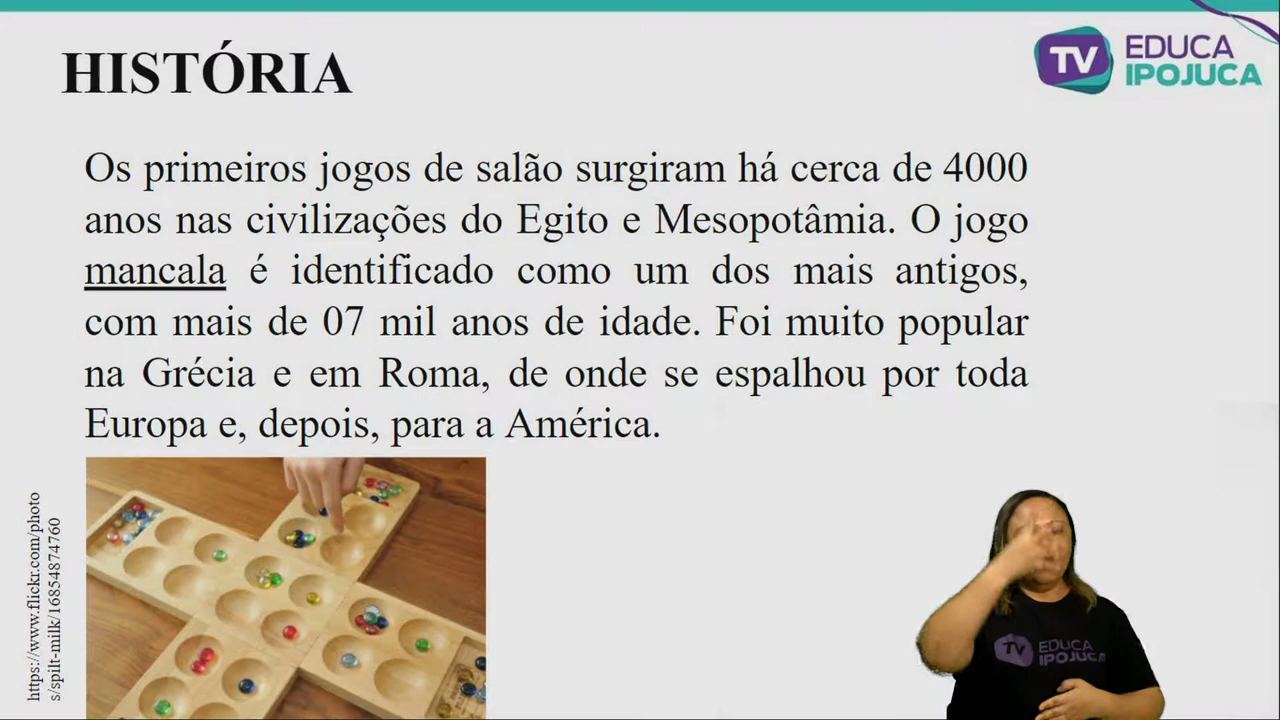 HISTÓRIA
TV EDUCA
IPOJUCA
Os primeiros jogos de salão surgiram há cerca de 4000
anos nas civilizações do Egito e Mesopotâmia. O jogo
mancala é identificado como um dos mais antigos,
com mais de 07 mil anos de idade. Foi muito popular
na Grécia e em Roma, de onde se espalhou por toda
Europa e, depois, para a América.
https://www.flickr.com/photo
s/spilt-milk/16854874760
TV EDUCA
IPOJUCA